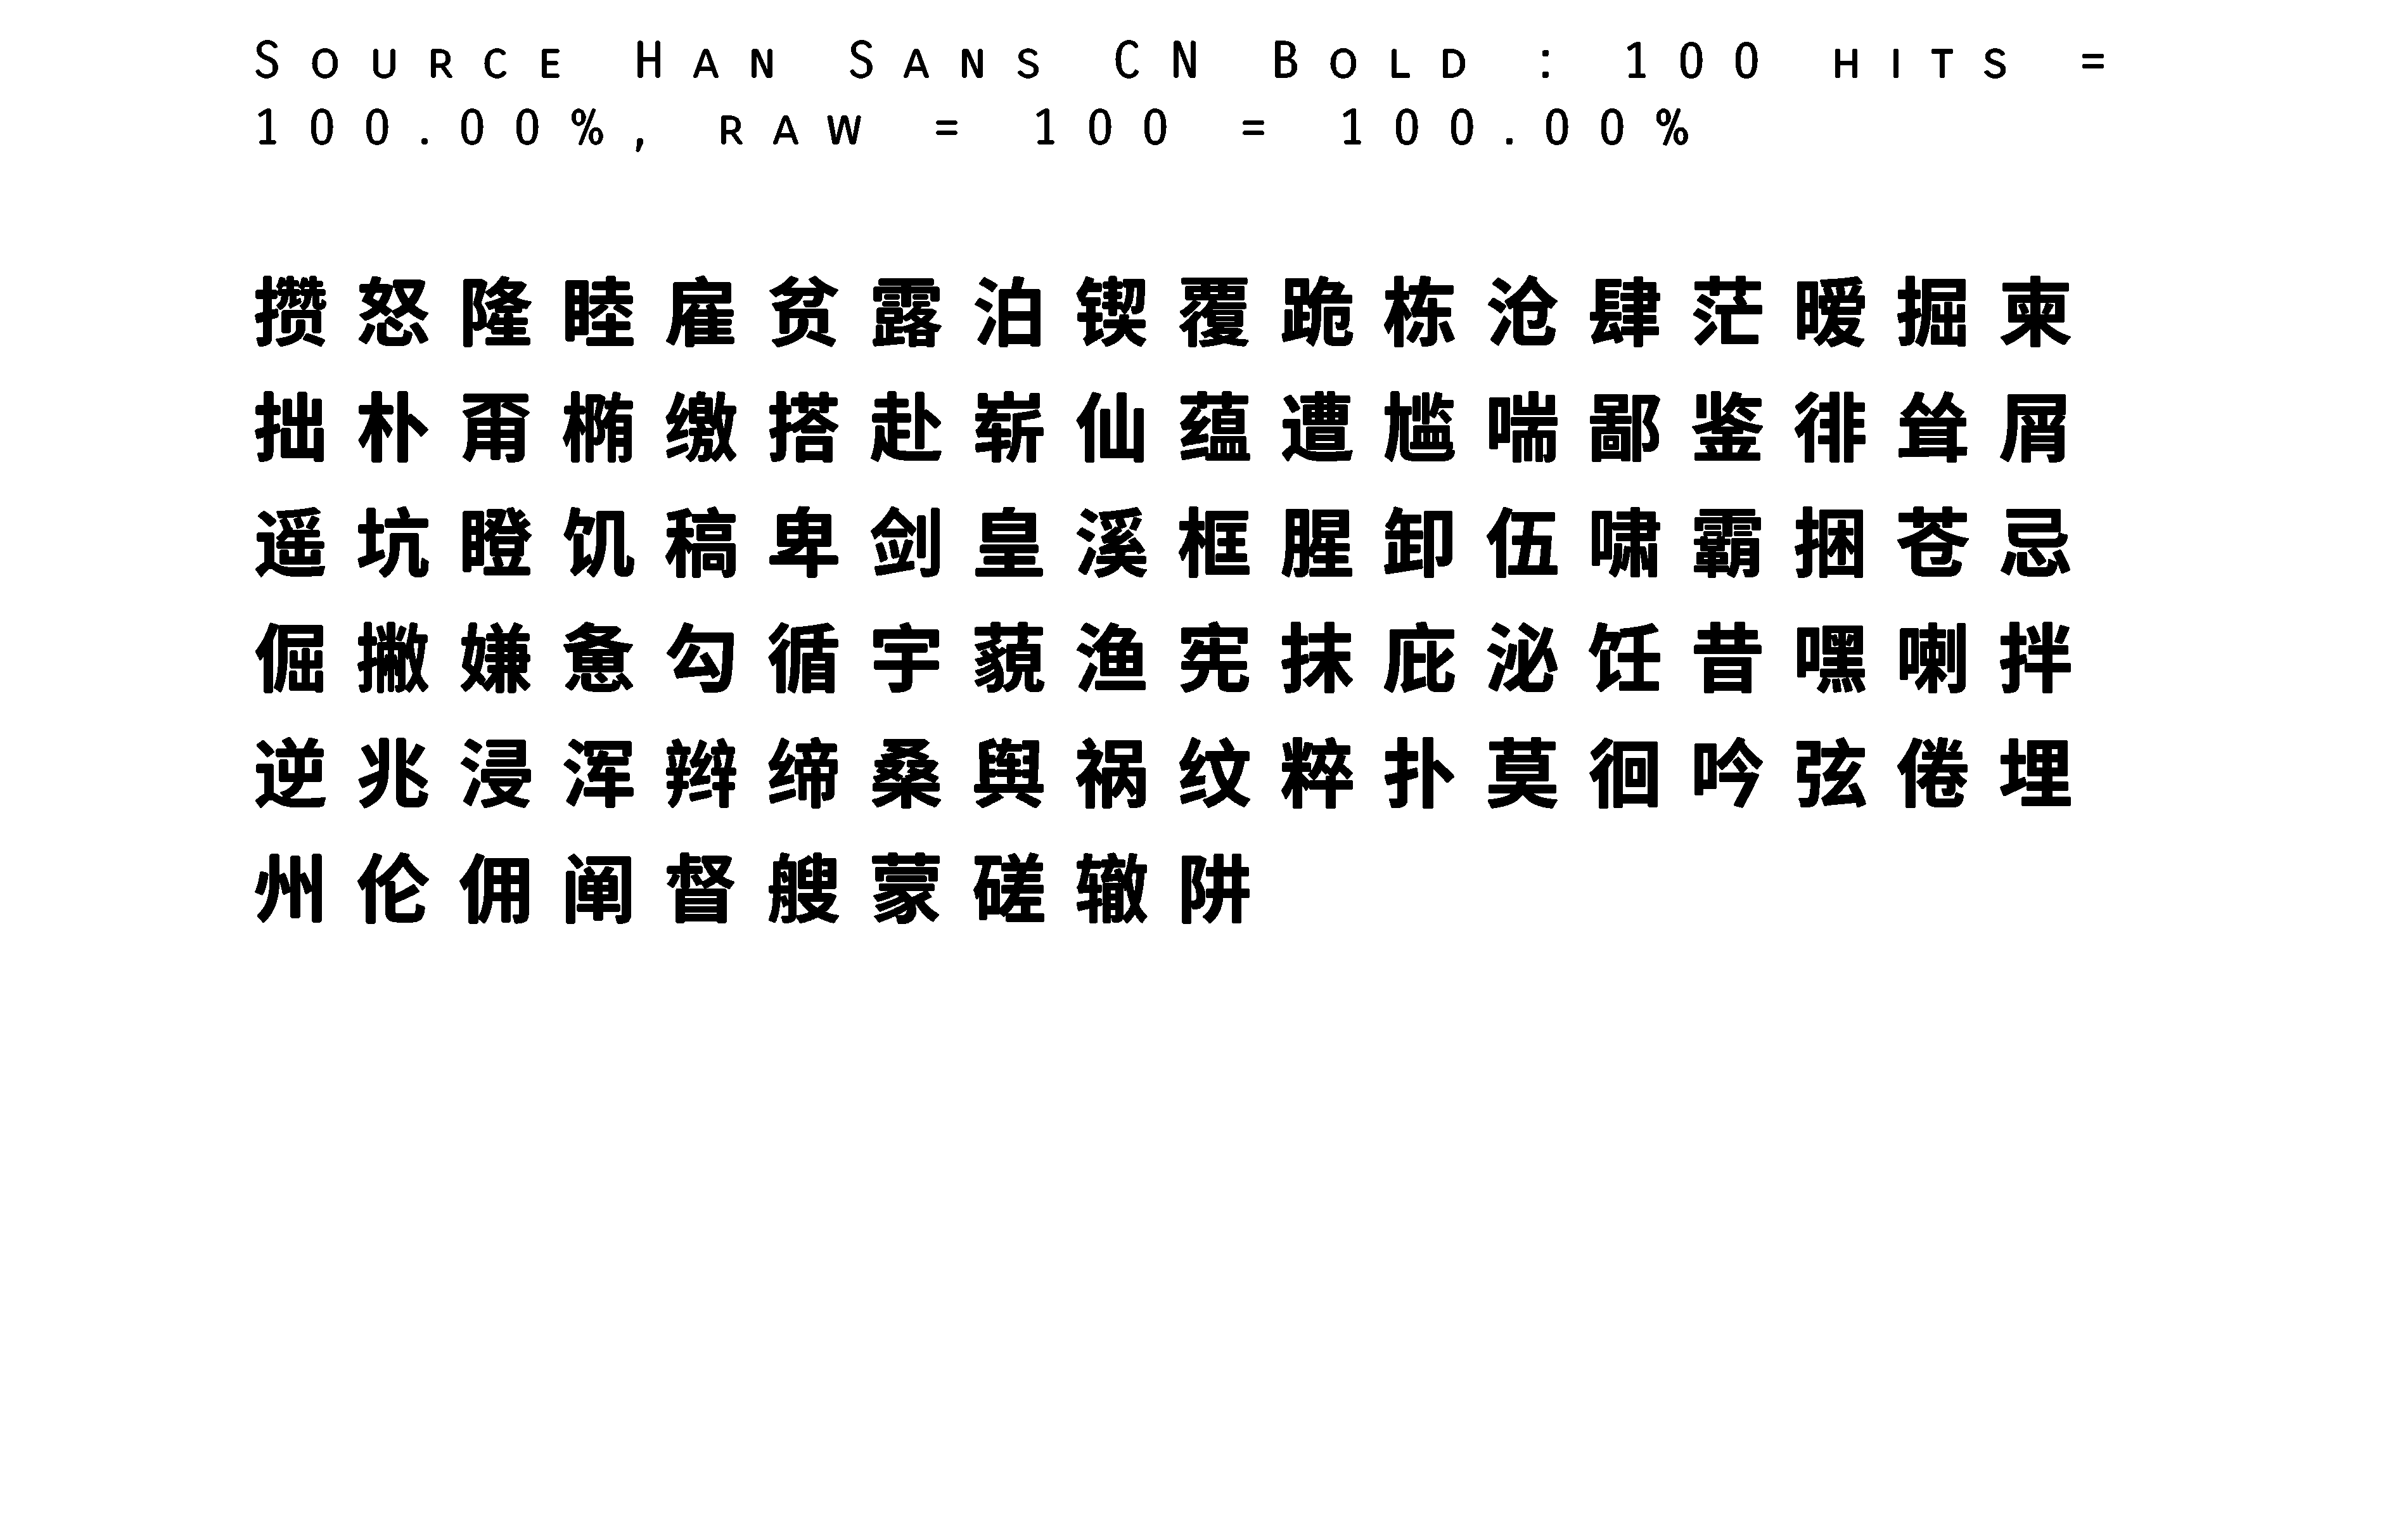 Source Han Sans CN Bold : 100 hits =
100.00%, raw = 100 = 100.00%
攒怒隆睦雇贫露泊锲覆跪栋沧肆茫暧掘柬
拙朴甭椭缴搭赴崭仙蕴遭尴喘鄙鉴徘耸屑
遥坑瞪饥稿卑剑皇溪框腥卸伍啸霸捆苍忌
倔撇嫌惫勾循宇藐渔宪抹庇泌饪昔嘿喇拌
逆兆浸浑辫缔桑舆祸纹粹扑莫徊吟弦倦埋
州伦佣阐督艘蒙磋辙阱